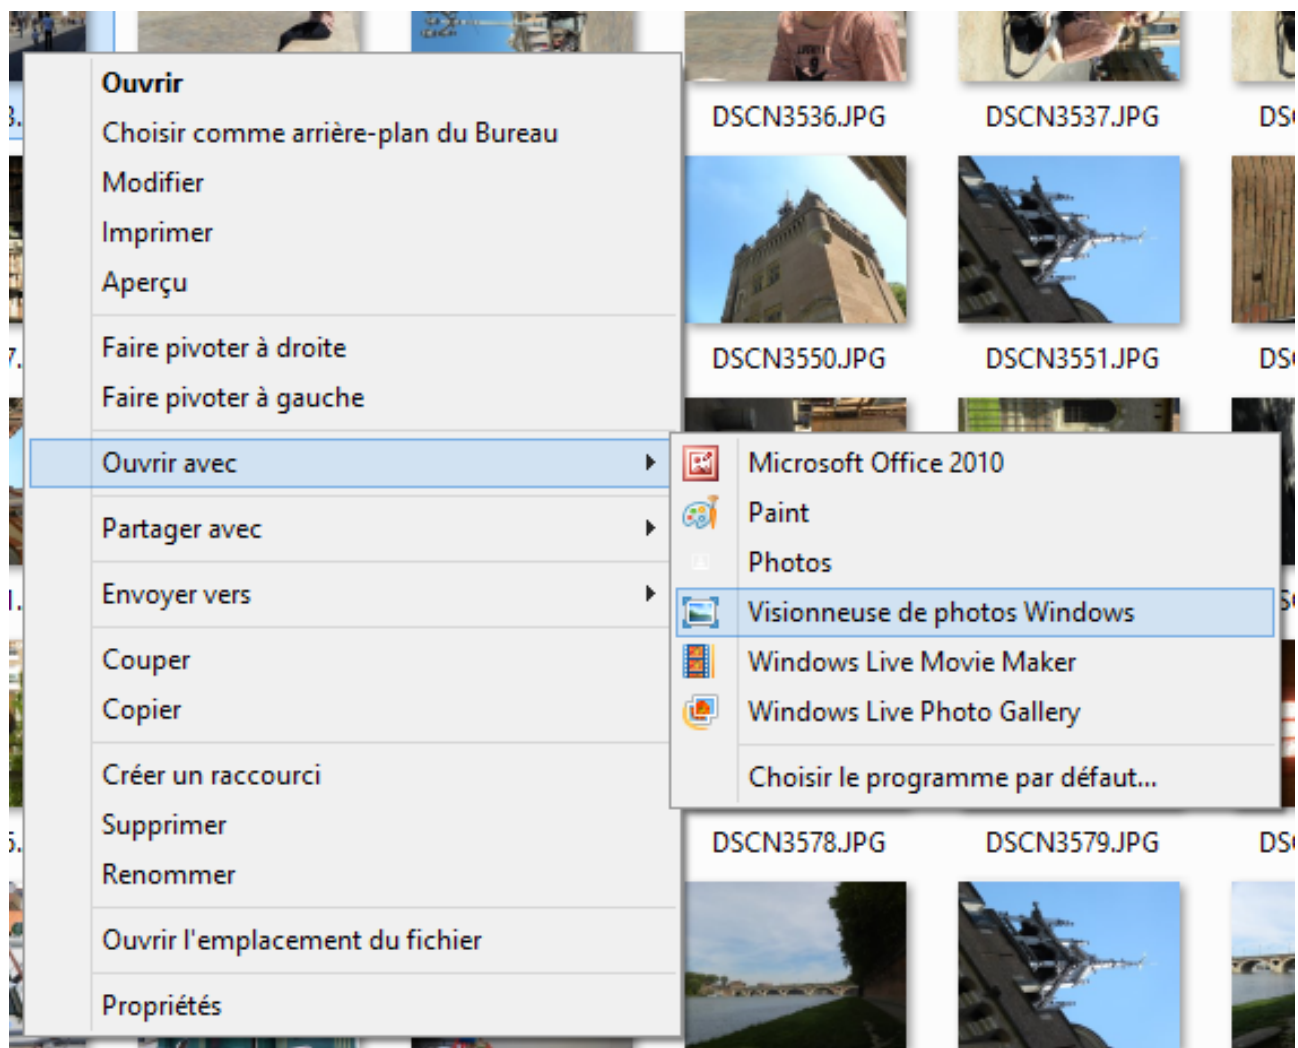 Ouvrir
Choisir comme arrière-plan du Bureau
Modifier
Imprimer
Aperçu
Faire pivoter à droite
Faire pivoter à gauche
Ouvrir avec
Partager avec
Envoyer vers
Couper
Copier
Créer un raccourci
Supprimer
Renommer
Ouvrir l'emplacement du fichier
Propriétés
DSCN3536.JPG
DSCN3537.JPG
DSCN3550.JPG
DSCN3551.JPG
Microsoft Office 2010
Paint
Photos
Visionneuse de photos Windows
Windows Live Movie Maker
Windows Live Photo Gallery
Choisir le programme par défaut...
DSCN3578.JPG
DSCN3579.JPG